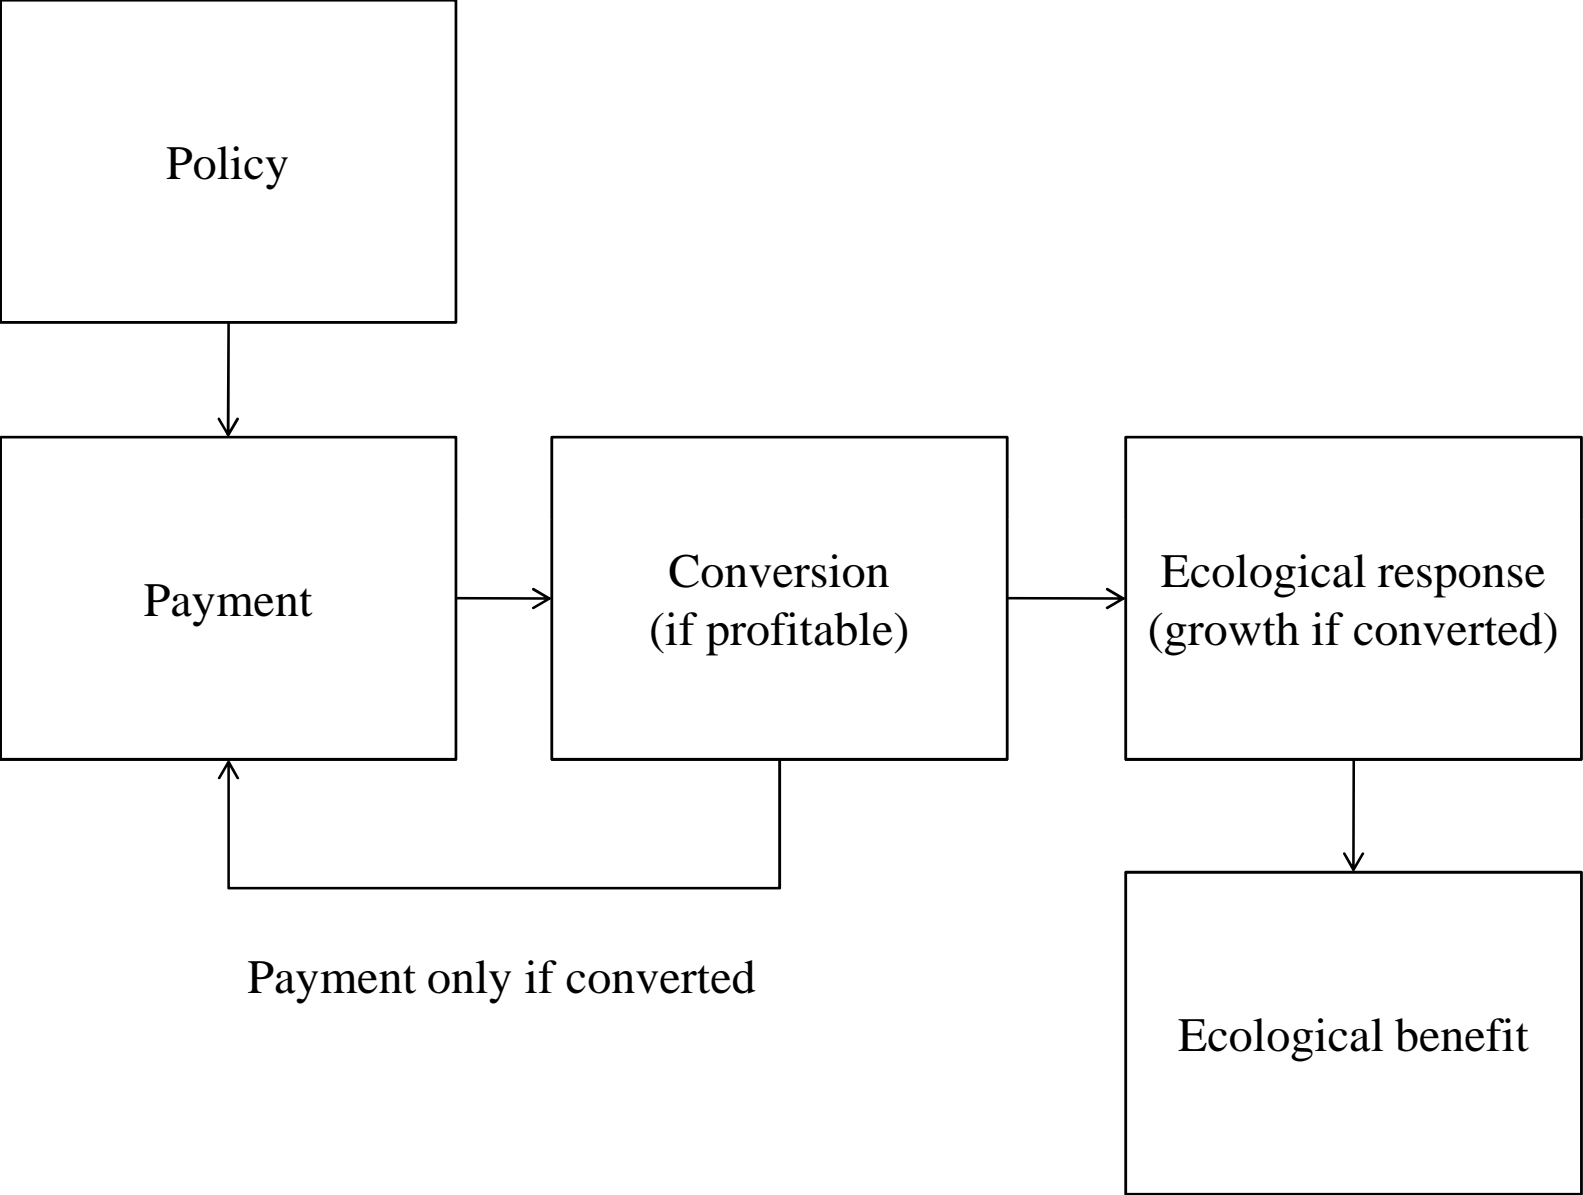 Policy
Payment
Conversion
(if profitable)
Ecological response
(growth if converted)
Payment only if converted
Ecological benefit